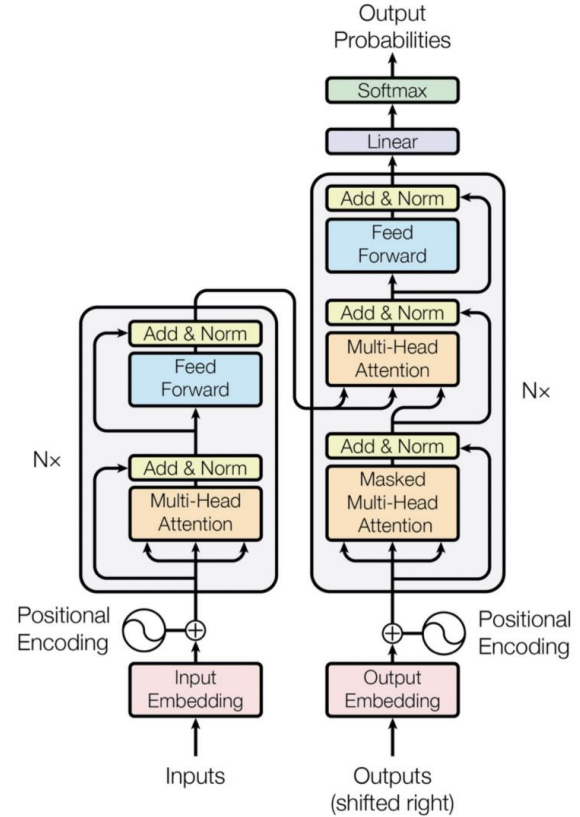 Output
Probabilities
Softmax
Linear
Add & Norm
Feed
Forward
Add & Norm
Multi-Head
Attention
Add & Norm
Masked
Multi-Head
Attention
Nx
Add & Norm
Feed
Forward
Add & Norm
Multi-Head
Attention
Nx
Positional
Encoding
Positional
Encoding
Input
Embedding
Output
Embedding
Inputs
Outputs
(shifted right)